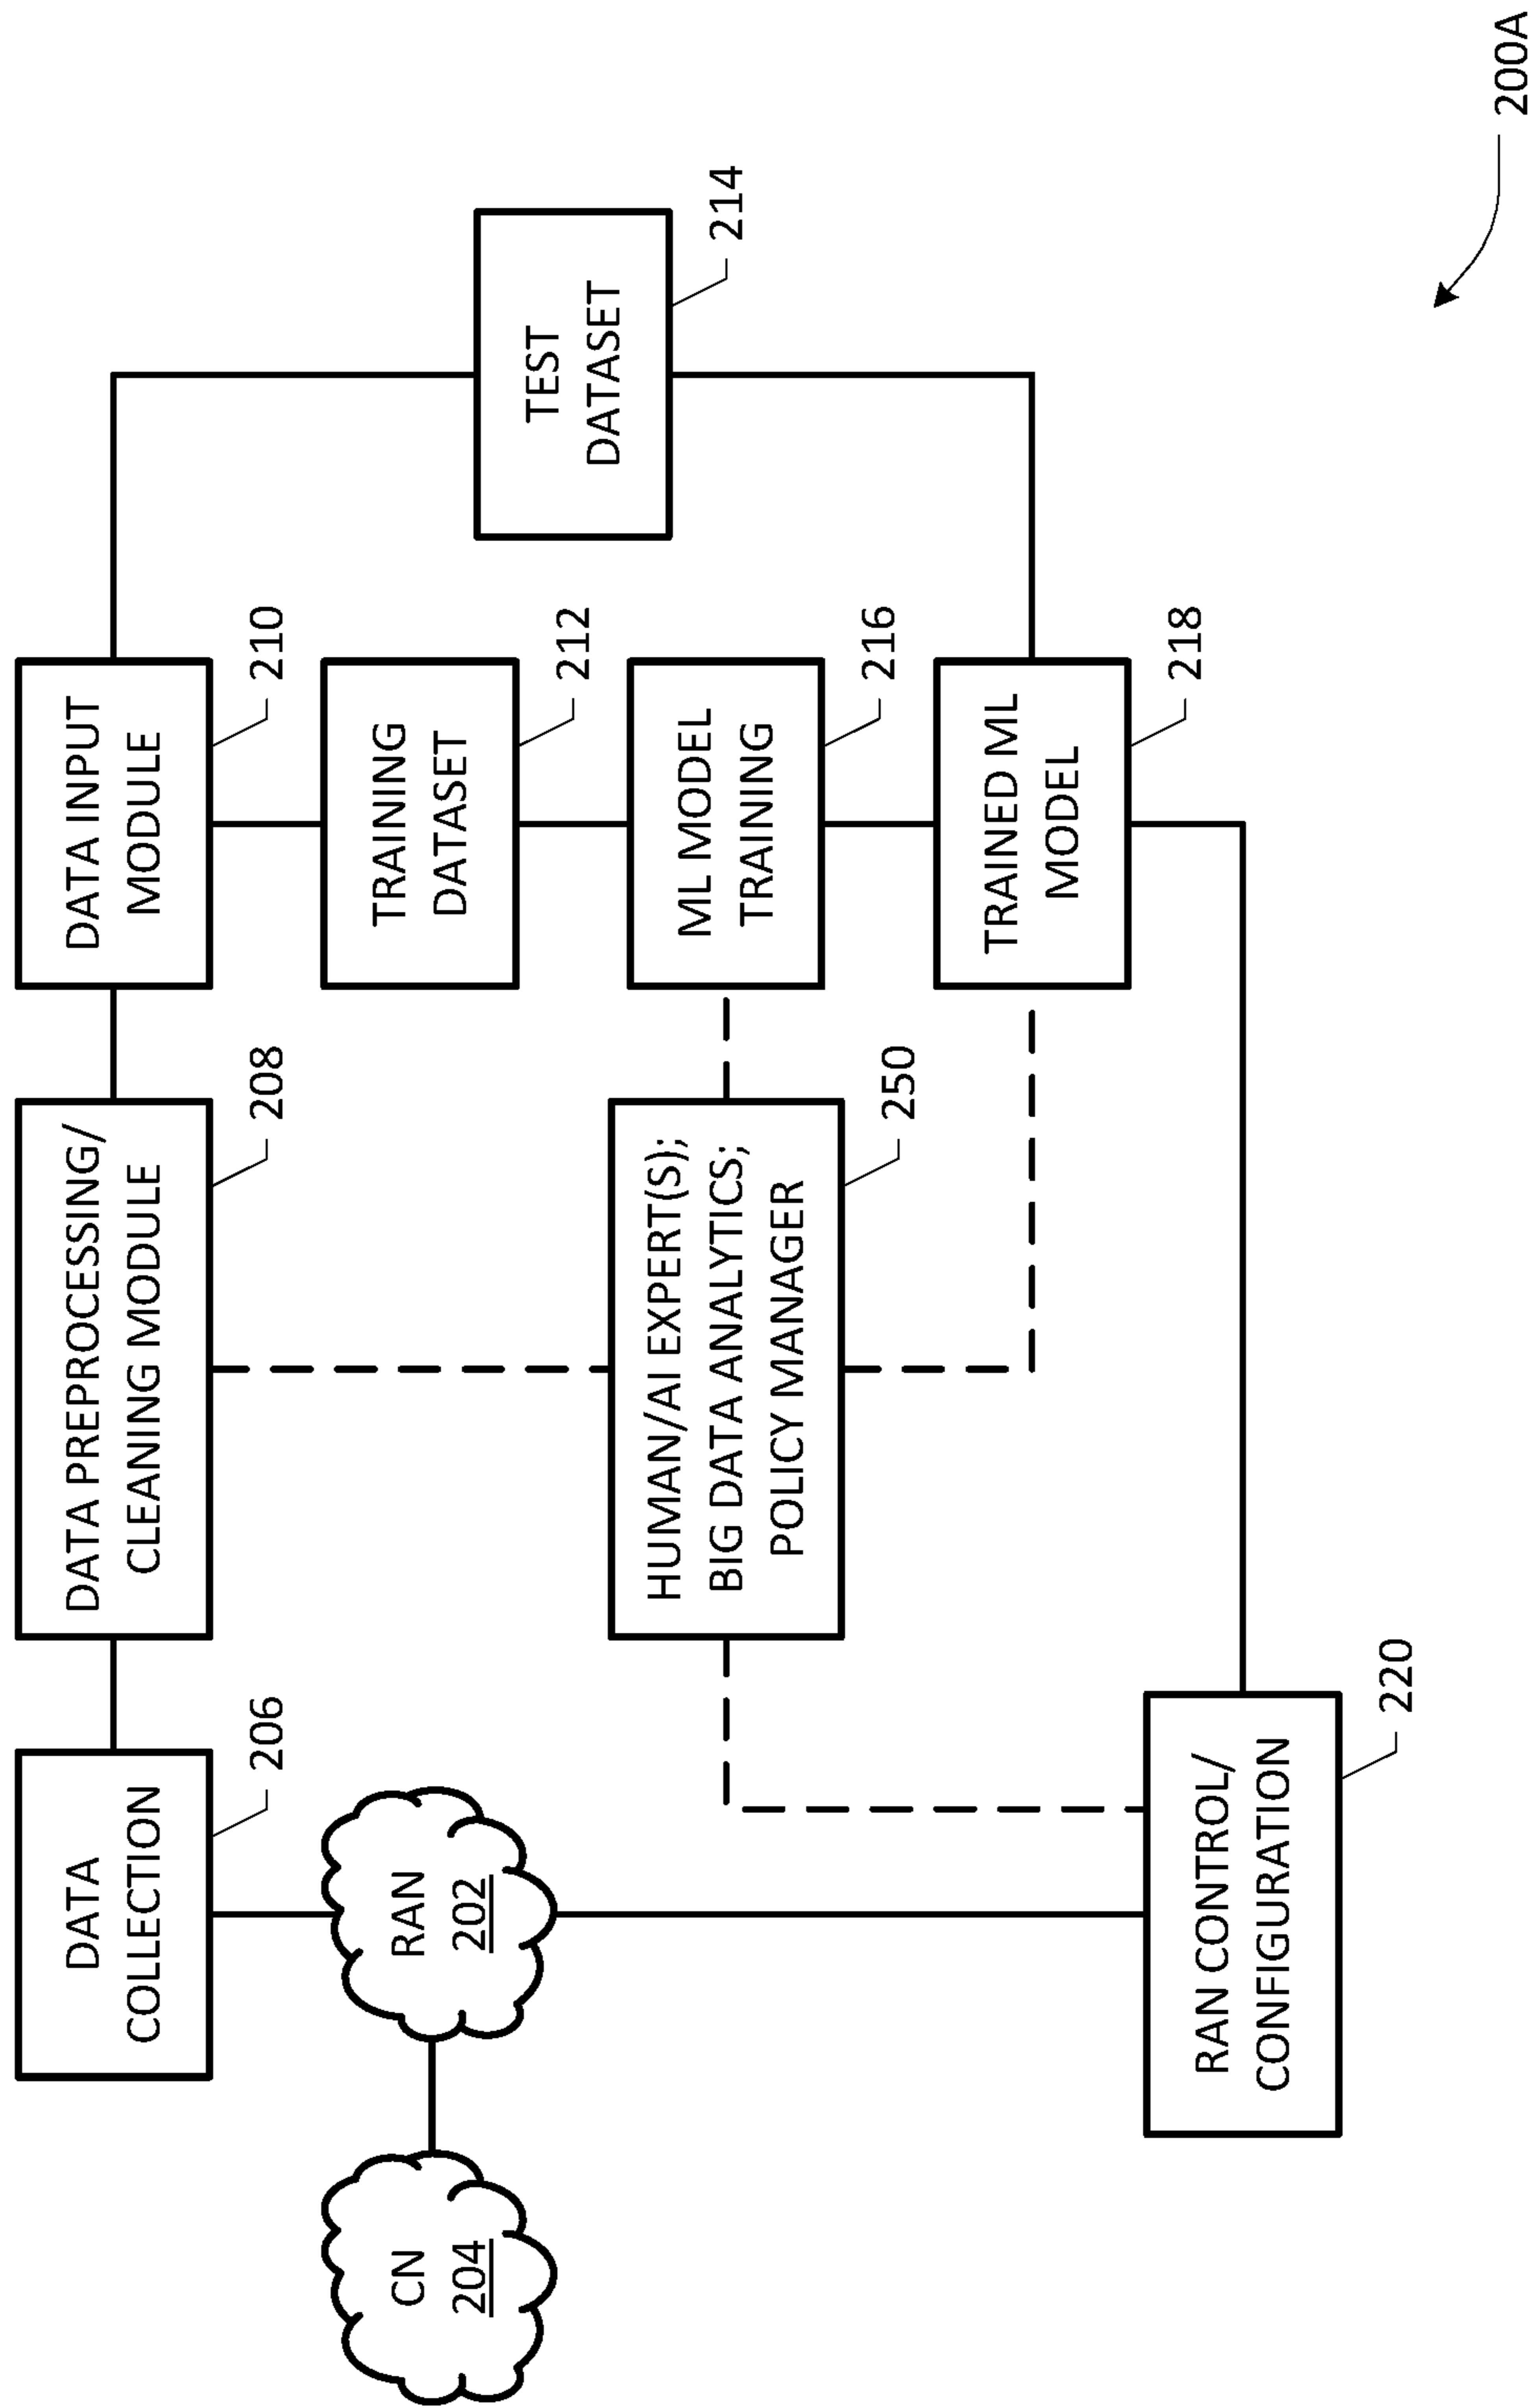 DATA
COLLECTION
206
DATA PREPROCESSING/
CLEANING MODULE
208
DATA INPUT
MODULE
210
CN
204
RAN
202
TRAINING
DATASET
212
TEST
DATASET
214
HUMAN/AI EXPERT(S);
BIG DATA ANALYTICS;
POLICY MANAGER
250
ML MODEL
TRAINING
216
TRAINED ML
MODEL
218
RAN CONTROL/
CONFIGURATION
220
200A